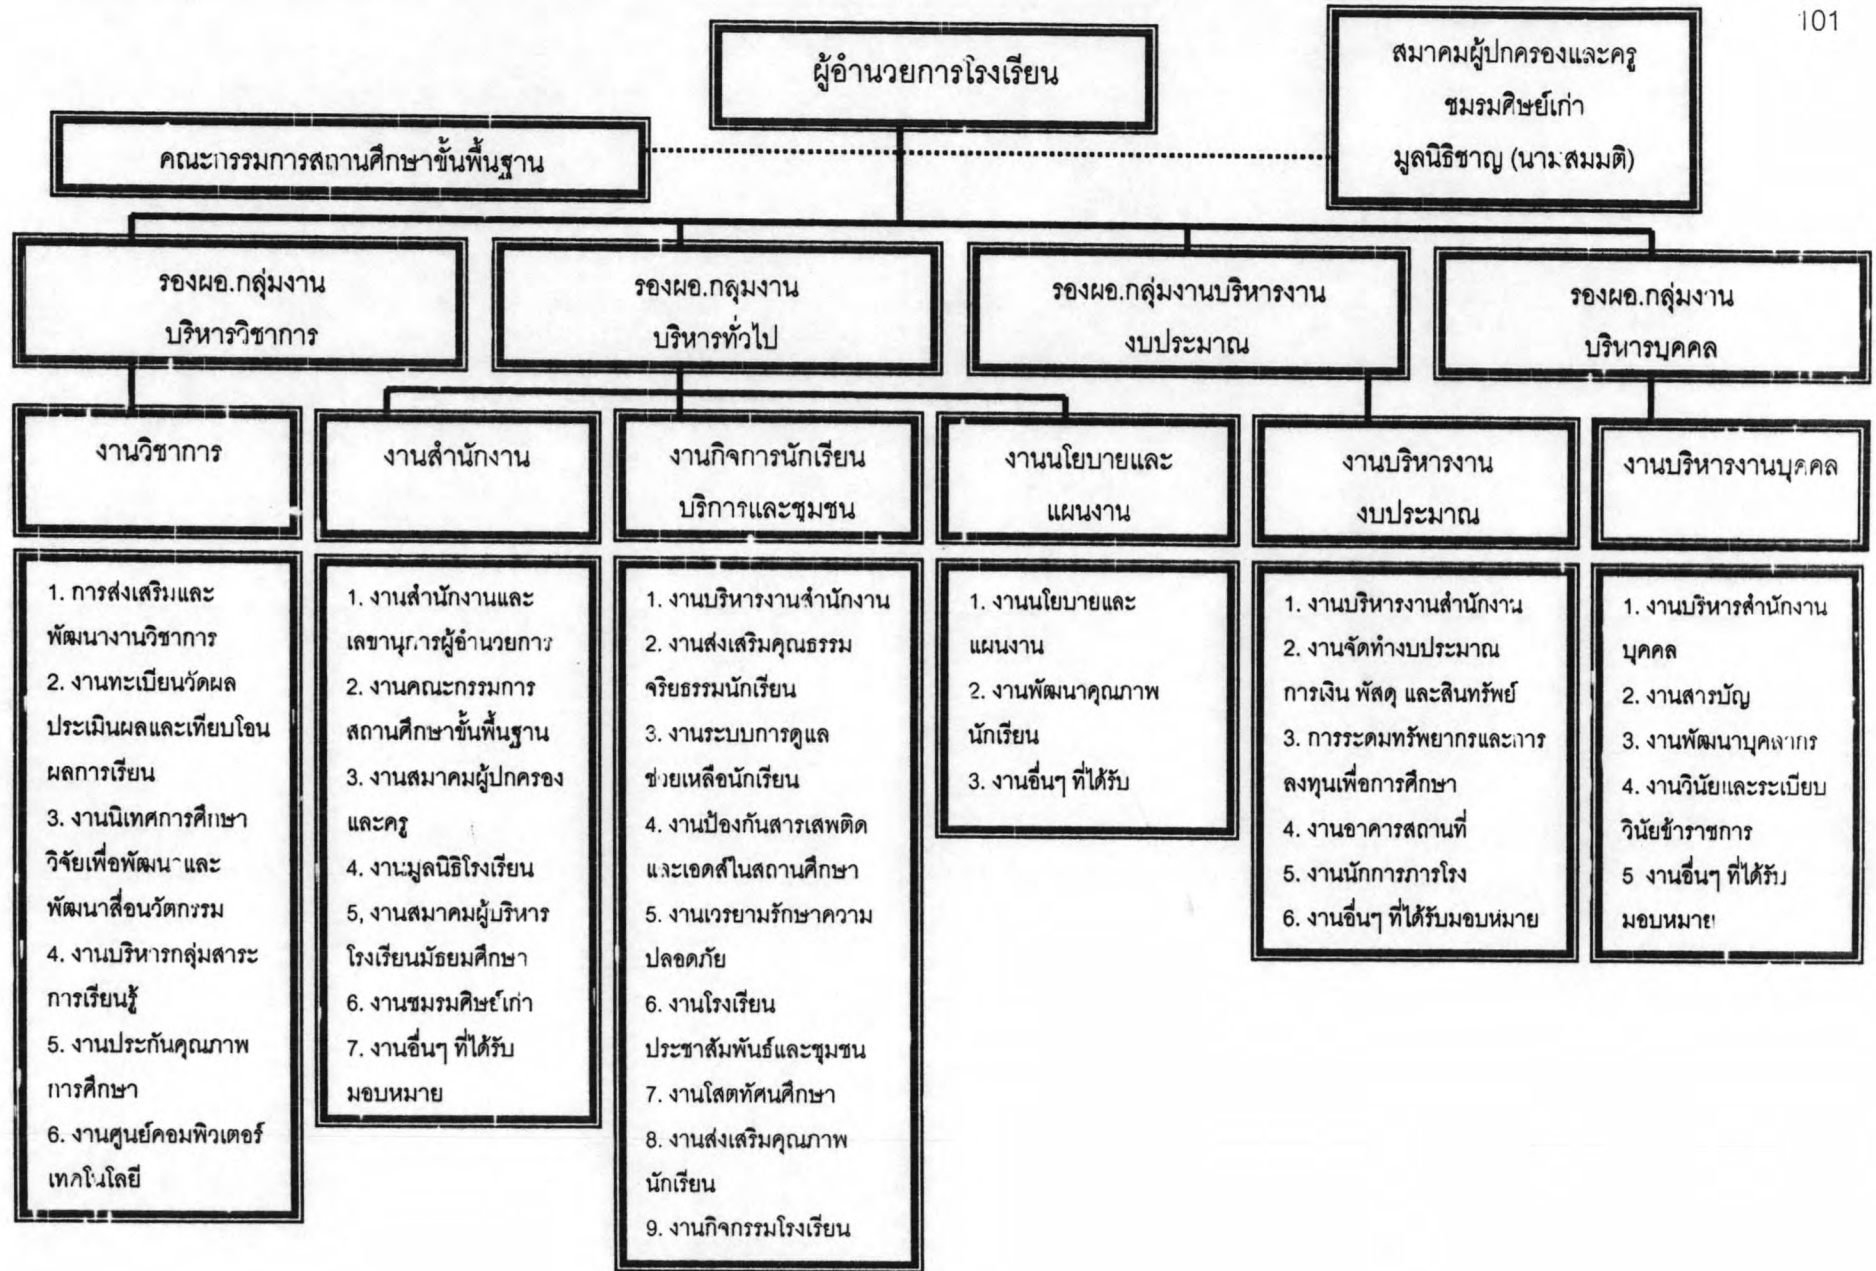 101
ผู้อำนวยการโรงเรียน
สมาคมผู้ปกครองและครู
ชมรมศิษย์เก่า
มูลนิธิชาญ (นามสมมติ)
คณะกรรมการสถานศึกษาขั้นพื้นฐาน
รองผอ.กลุ่มงาน
บริหารวิชาการ
รองผอ.กลุมงาน
บริหารทั่วไป
รองผอ.กลุ่มงานบริหารงาน
งบประมาณ
รองผอ.กลุ่มงาน
บริหารบุคคล
งานวิชาการ
งานสำนักงาน
งานกิจการนักเรียน
บริการและชุมชน
งานนโยบายและ
แผนงาน
งานบริหารงาน
งบประมาณ
งานบริหารงานบุคคล
1. การส่งเสริมและ
พัฒนางานวิชาการ
2. งานทะเบียนวัดผล
ประเมินผลและเทียบโอน
ผลการเรียน
3. งานนิเทศการศึกษา
วิจัยเพื่อพัฒนาและ
พัฒนาสื่อนวัตกรรม
4. งานบริหารกลุ่มสาระ
การเรียนรู้
5. งานประกันคุณภาพ
การศึกษา
6. งานศูนย์คอมพิวเตอร์
เทคโนโลยี
1. งานสำนักงานและ
เลขานุการผู้อำนวยการ
2. งานคณะกรรมการ
สถานศึกษาขั้นพื้นฐาน
3. งานสมาคมผู้ปกครอง
และครู
4. งานมูลนิธิโรงเรียน
5, งานสมาคมผู้บริหาร
โรงเรียนมัธยมศึกษา
6. งานชมรมศิษย์เก่า
7. งานอื่นๆ ที่ได้รับ
มอบหมาย
1. งานบริหารงานสำนักงาน
2. งานส่งเสริมคุณธรรม
จริยธรรมนักเรียน
3. งานระบบการดูแล
ช่วยเหลือนักเรียน
4. งานป้องกันสารเสพติด
และเอดส์ในสถานศึกษา
5. งานเวรยามรักษาความ
ปลอดภัย
6. งานโรงเรียน
ประชาสัมพันธ์และชุมชน
7. งานโสตทัศนศึกษา
8. งานส่งเสริมคุณภาพ
นักเรียน
9. งานกิจกรรมโรงเรียน
1. งานนโยบายและ
แผนงาน
2. งานพัฒนาคุณภาพ
นักเรียน
3. งานอื่นๆ ที่ได้รับ
1. งานบริหารงานสำนักงาน
2. งานจัดทำงบประมาณ
การเงิน พัสดุ และสินทรัพย์
3. การระดมทรัพยากรและการ
ลงทุนเพื่อการศึกษา
4. งานอาคารสถานที่
5. งานนักการภารโรง
6. งานอื่นๆ ที่ได้รับมอบหมาย
1. งานบริหารสำนักงาน
บุคคล
2. งานสารบัญ
3. งานพัฒนาบุคลากร
4. งานวินัยและระเบียบ
วินัยข้าราชการ
5 งานอื่นๆ ที่ได้รับ
มอบหมาย